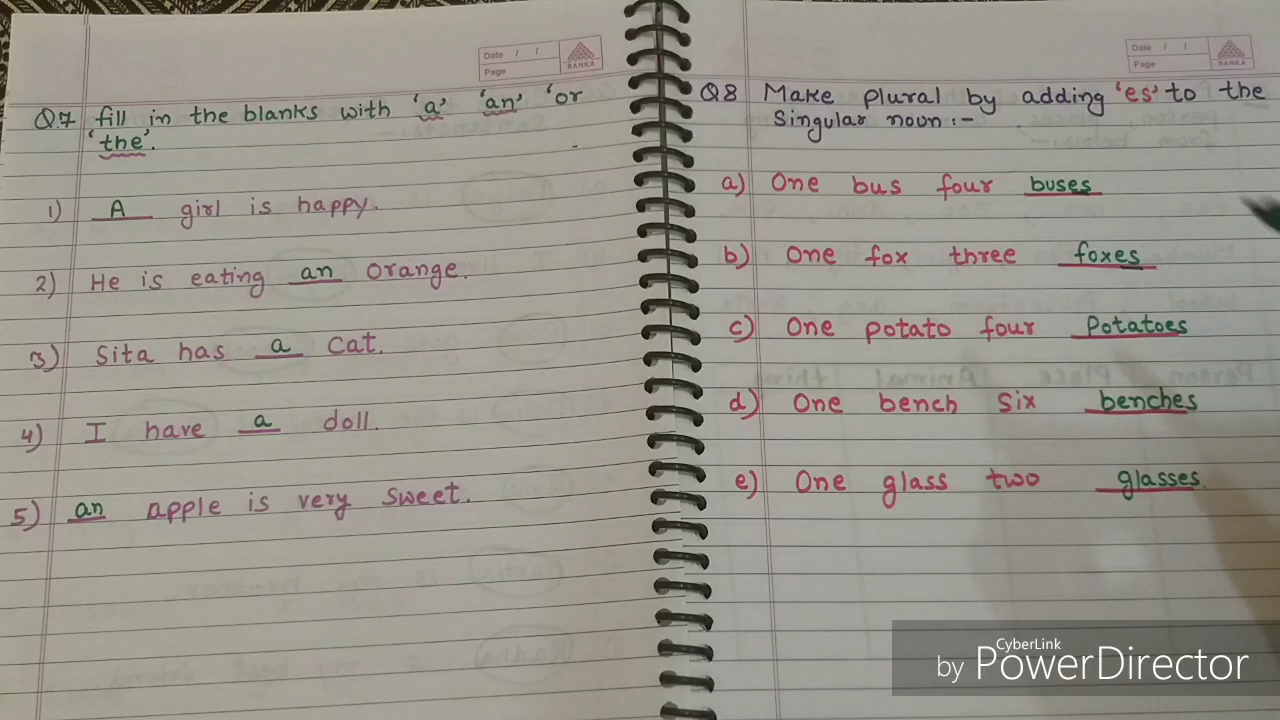 Date / /
Page
RANKA
Q7 fill in the blanks with 'a' 'an' 'or
'the'.
1) A girl is happy.
2) He is eating an orange.
3) Sita has a cat.
4) I have a doll.
5) an apple is very sweet.
Date / /
Page
RANKA
Q8 Make plural by adding 'es' to the
Singular noun :-
a) One bus four buses
b) One fox three foxes
c) One potato four Potatoes
d) One bench six benches
e) One glass two glasses.
CyberLink
by PowerDirector